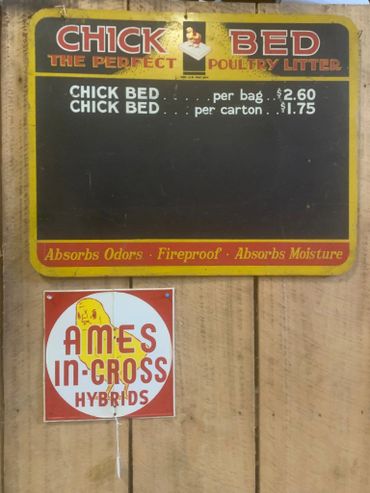 CHICK BED
THE PERFECT POULTRY LITTER
CHICK BED......per bag..$2.60
CHICK BED...per carton..$1.75
Absorbs Odors · Fireproof · Absorbs Moisture
AMES
IN-CROSS
HYBRIDS